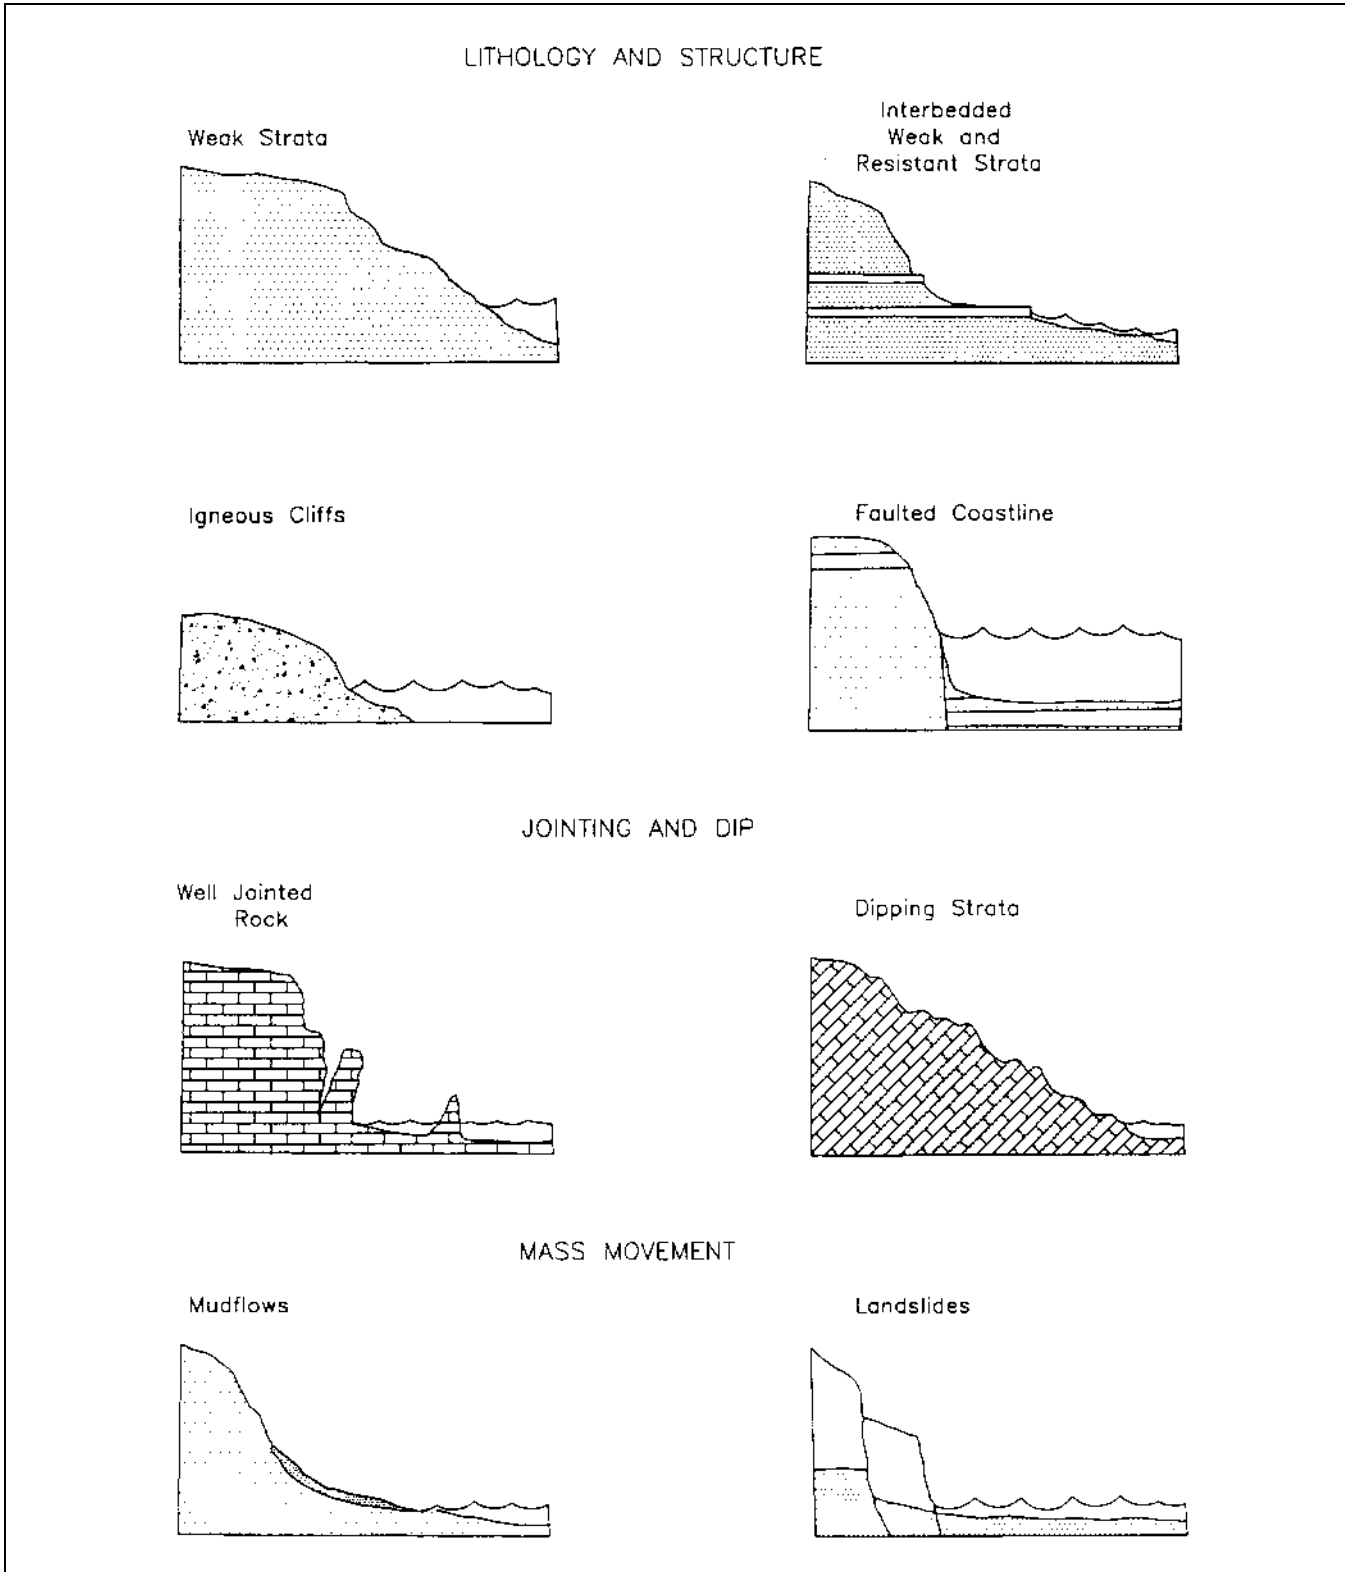 LITHOLOGY AND STRUCTURE
Weak Strata
Interbedded
Weak and
Resistant Strata
Igneous Cliffs
Faulted Coastline
JOINTING AND DIP
Well Jointed
Rock
Dipping Strata
MASS MOVEMENT
Mudflows
Landslides